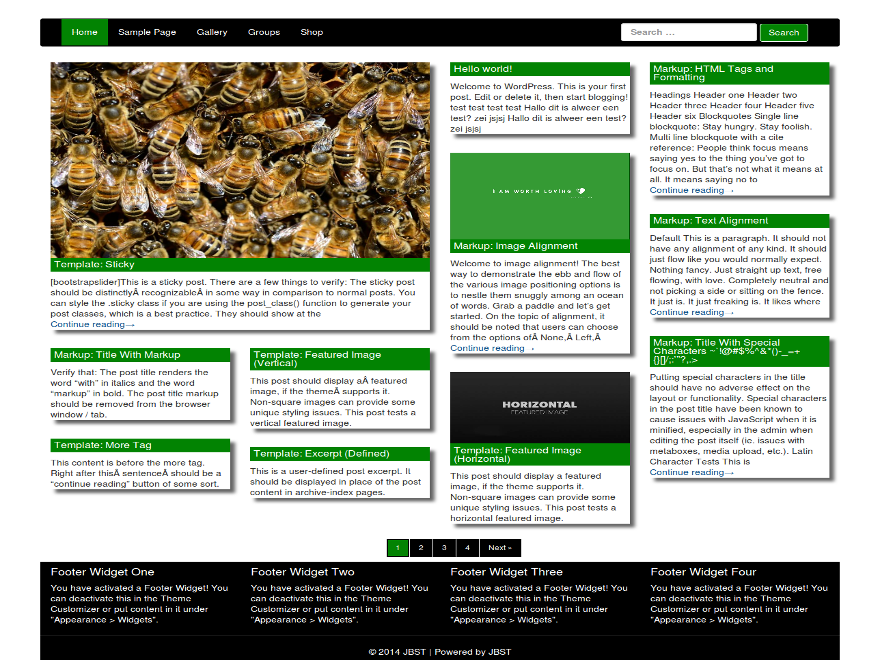 Home Sample Page Gallery Groups Shop Search … Search
Template: Sticky
[bootstrapslider]This is a sticky post. There are a few things to verify: The sticky post
should be distinctlyÂ recognizableÂ in some way in comparison to normal posts. You
can style the .sticky class if you are using the post_class() function to generate your
post classes, which is a best practice. They should show at the
Continue reading→
Markup: Title With Markup
Verify that: The post title renders the
word “with” in italics and the word
“markup” in bold. The post title markup
should be removed from the browser
window / tab.
Template: More Tag
This content is before the more tag.
Right after thisÂ sentenceÂ should be a
“continue reading” button of some sort.
Template: Featured Image
(Vertical)
This post should display aÂ featured
image, if the themeÂ supports it.
Non-square images can provide some
unique styling issues. This post tests a
vertical featured image.
Template: Excerpt (Defined)
This is a user-defined post excerpt. It
should be displayed in place of the post
content in archive-index pages.
Hello world!
Welcome to WordPress. This is your first
post. Edit or delete it, then start blogging!
test test test test Hallo dit is alweer een
test? zei jsjsj Hallo dit is alweer een test?
zei jsjsj
I AM WORTH LOVING
Markup: Image Alignment
Welcome to image alignment! The best
way to demonstrate the ebb and flow of
the various image positioning options is
to nestle them snuggly among an ocean
of words. Grab a paddle and let’s get
started. On the topic of alignment, it
should be noted that users can choose
from the options ofÂ None,Â Left,Â
Continue reading →
HORIZONTAL
FEATURED IMAGE
Template: Featured Image
(Horizontal)
This post should display a featured
image, if the theme supports it.
Non-square images can provide some
unique styling issues. This post tests a
horizontal featured image.
Markup: HTML Tags and
Formatting
Headings Header one Header two
Header three Header four Header five
Header six Blockquotes Single line
blockquote: Stay hungry. Stay foolish.
Multi line blockquote with a cite
reference: People think focus means
saying yes to the thing you’ve got to
focus on. But that’s not what it means at
all. It means saying no to
Continue reading →
Markup: Text Alignment
Default This is a paragraph. It should not
have any alignment of any kind. It should
just flow like you would normally expect.
Nothing fancy. Just straight up text, free
flowing, with love. Completely neutral and
not picking a side or sitting on the fence.
It just is. It just freaking is. It likes where
Continue reading→
Markup: Title With Special
Characters ~`!@#$%^&*()-_=+
{}[]/;:'"?,.>
Putting special characters in the title
should have no adverse effect on the
layout or functionality. Special characters
in the post title have been known to
cause issues with JavaScript when it is
minified, especially in the admin when
editing the post itself (ie. issues with
metaboxes, media upload, etc.). Latin
Character Tests This is
Continue reading→
1 2 3 4 Next »
Footer Widget One
You have activated a Footer Widget! You
can deactivate this in the Theme
Customizer or put content in it under
"Appearance > Widgets".
Footer Widget Two
You have activated a Footer Widget! You
can deactivate this in the Theme
Customizer or put content in it under
"Appearance > Widgets".
Footer Widget Three
You have activated a Footer Widget! You
can deactivate this in the Theme
Customizer or put content in it under
"Appearance > Widgets".
Footer Widget Four
You have activated a Footer Widget! You
can deactivate this in the Theme
Customizer or put content in it under
"Appearance > Widgets".
© 2014 JBST | Powered by JBST